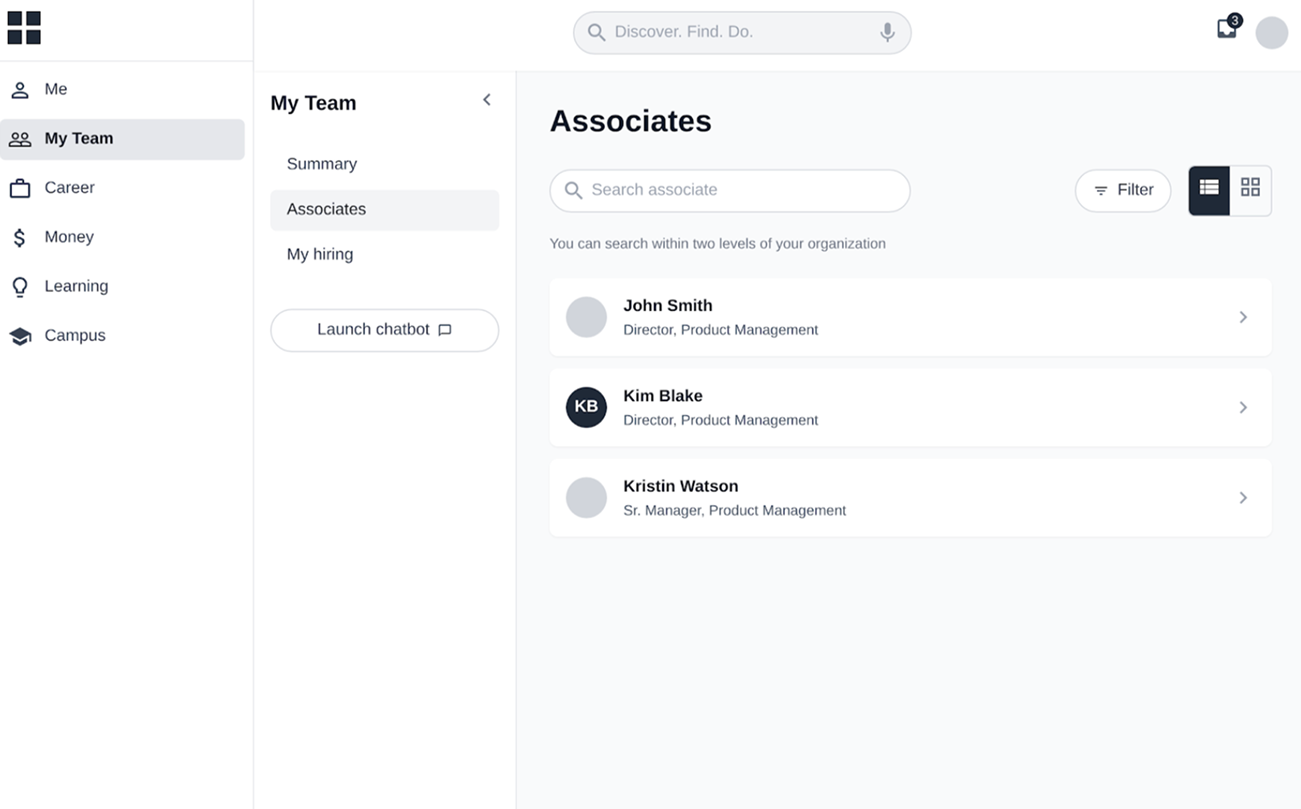 Discover. Find. Do.
3
Me
My Team
Career
Money
Learning
Campus
My Team
Summary
Associates
My hiring
Launch chatbot
Associates
Search associate
Filter
You can search within two levels of your organization
John Smith
Director, Product Management
KB
Kim Blake
Director, Product Management
Kristin Watson
Sr. Manager, Product Management